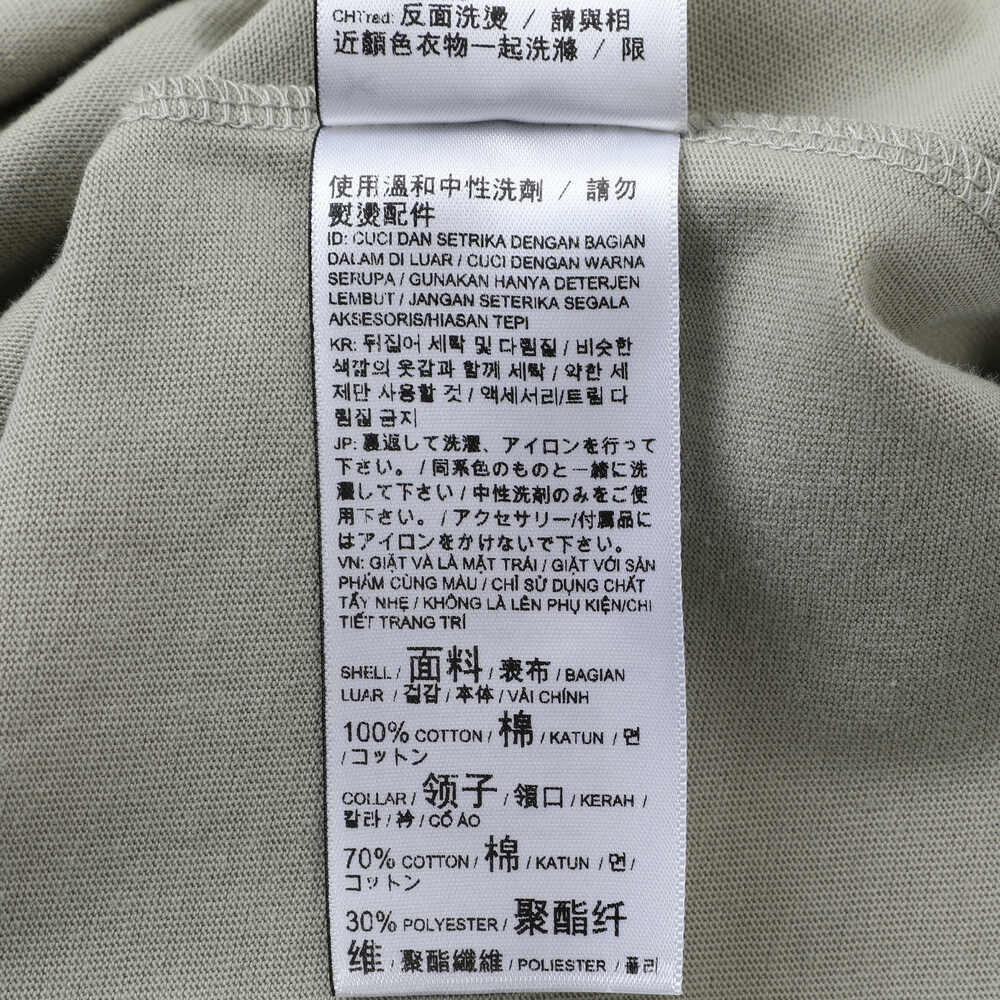 CHTrad: 反面洗燙 / 請與相
近顏色衣物一起洗滌 / 限
使用溫和中性洗劑 / 請勿
熨燙配件
ID: CUCI DAN SETRIKA DENGAN BAGIAN
DALAM DI LUAR / CUCI DENGAN WARNA
SERUPA / GUNAKAN HANYA DETERJEN
LEMBUT / JANGAN SETERIKA SEGALA
AKSESORIS/HIASAN TEPI
KR: 뒤집어 세탁 및 다림질 / 비슷한
색깔의 옷감과 함께 세탁 / 약한 세
제만 사용할 것 / 액세서리/트림 다
림질 금지
JP: 裏返して洗濯、アイロンを行って
下さい。/ 同系色のものと一緒に洗
濯して下さい / 中性洗剤のみをご使
用下さい。/ アクセサリー/付属品に
はアイロンをかけないで下さい。
VN: GIẶT VÀ LÀ MẶT TRÁI / GIẶT VỚI SẢN
PHẨM CÙNG MÀU / CHỈ SỬ DỤNG CHẤT
TẨY NHẸ / KHÔNG LÀ LÊN PHỤ KIỆN/CHI
TIẾT TRANG TRÍ
SHELL / 面料 / 表布 / BAGIAN
LUAR / 겉감 / 本体 / VẢI CHÍNH
100% COTTON / 棉 / KATUN / 면
/ コットン
COLLAR / 领子 / 領口 / KERAH /
칼라 / 衿 / CỔ ÁO
70% COTTON / 棉 / KATUN / 면 /
コットン
30% POLYESTER / 聚酯纤
维 / 聚酯纖維 / POLIESTER / 폴리